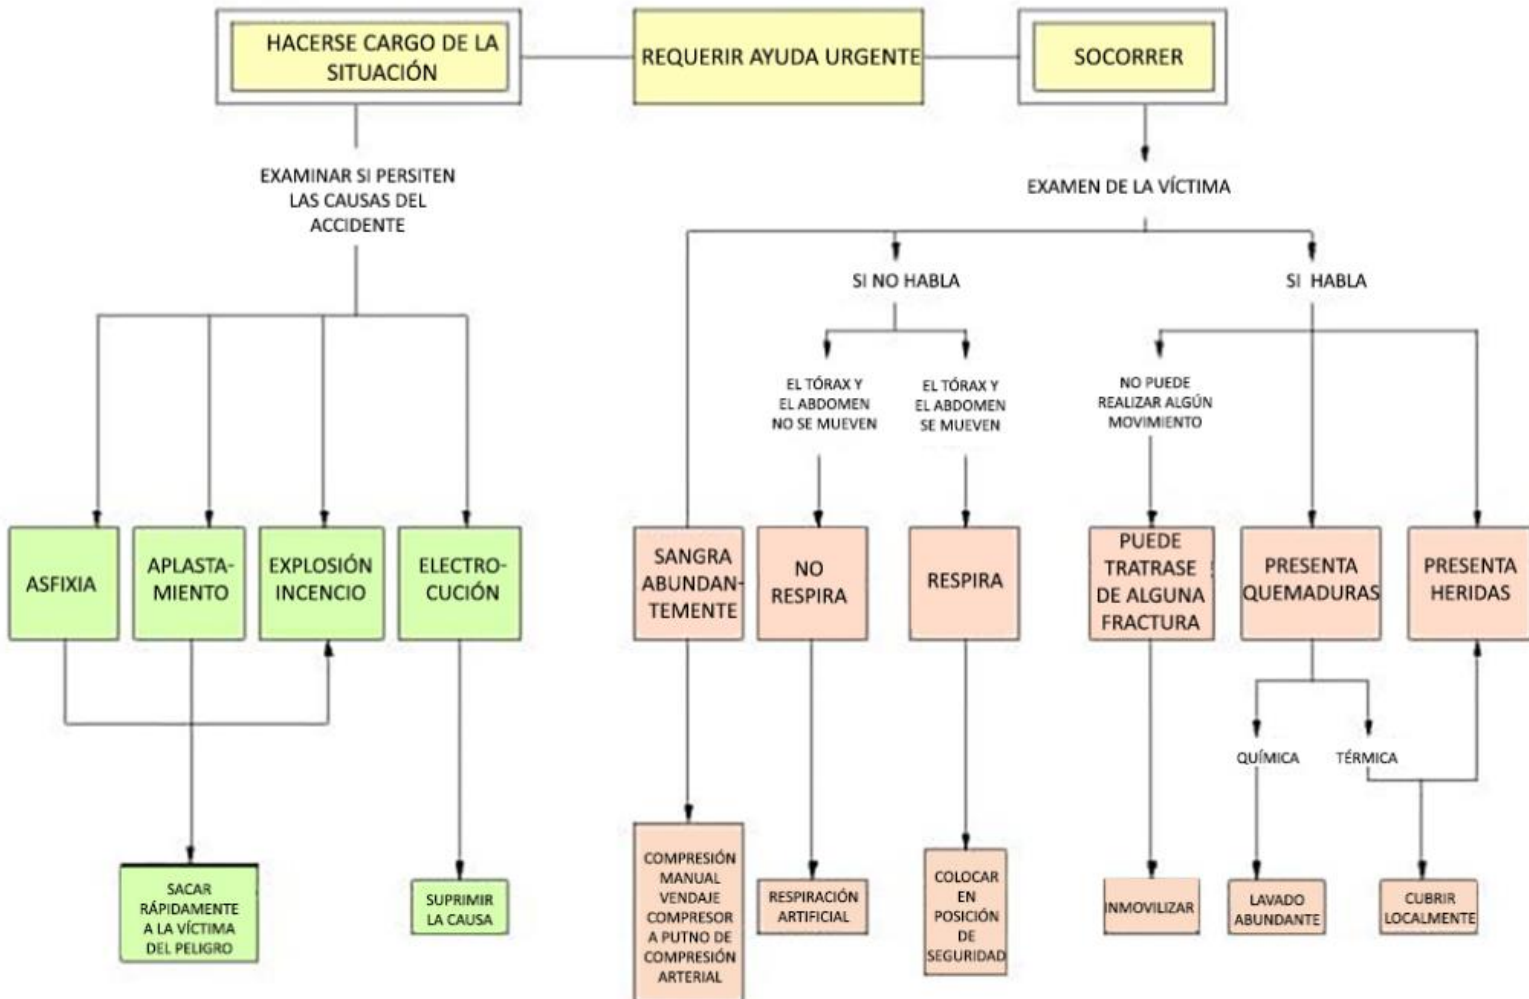 HACERSE CARGO DE LA
SITUACIÓN
REQUERIR AYUDA URGENTE
SOCORRER
EXAMINAR SI PERSITEN
LAS CAUSAS DEL
ACCIDENTE
EXAMEN DE LA VÍCTIMA
SI NO HABLA
SI HABLA
EL TÓRAX Y
EL ABDOMEN
NO SE MUEVEN
EL TÓRAX Y
EL ABDOMEN
SE MUEVEN
NO PUEDE
REALIZAR ALGÚN
MOVIMIENTO
ASFIXIA
APLASTA-
MIENTO
EXPLOSIÓN
INCENCIO
ELECTRO-
CUCIÓN
SANGRA
ABUNDAN-
TEMENTE
NO
RESPIRA
RESPIRA
PUEDE
TRATRASE
DE ALGUNA
FRACTURA
PRESENTA
QUEMADURAS
PRESENTA
HERIDAS
QUÍMICA
TÉRMICA
SACAR
RÁPIDAMENTE
A LA VÍCTIMA
DEL PELIGRO
SUPRIMIR
LA CAUSA
COMPRESIÓN
MANUAL
VENDAJE
COMPRESOR
A PUTNO DE
COMPRESIÓN
ARTERIAL
RESPIRACIÓN
ARTIFICIAL
COLOCAR
EN
POSICIÓN
DE
SEGURIDAD
INMOVILIZAR
LAVADO
ABUNDANTE
CUBRIR
LOCALMENTE